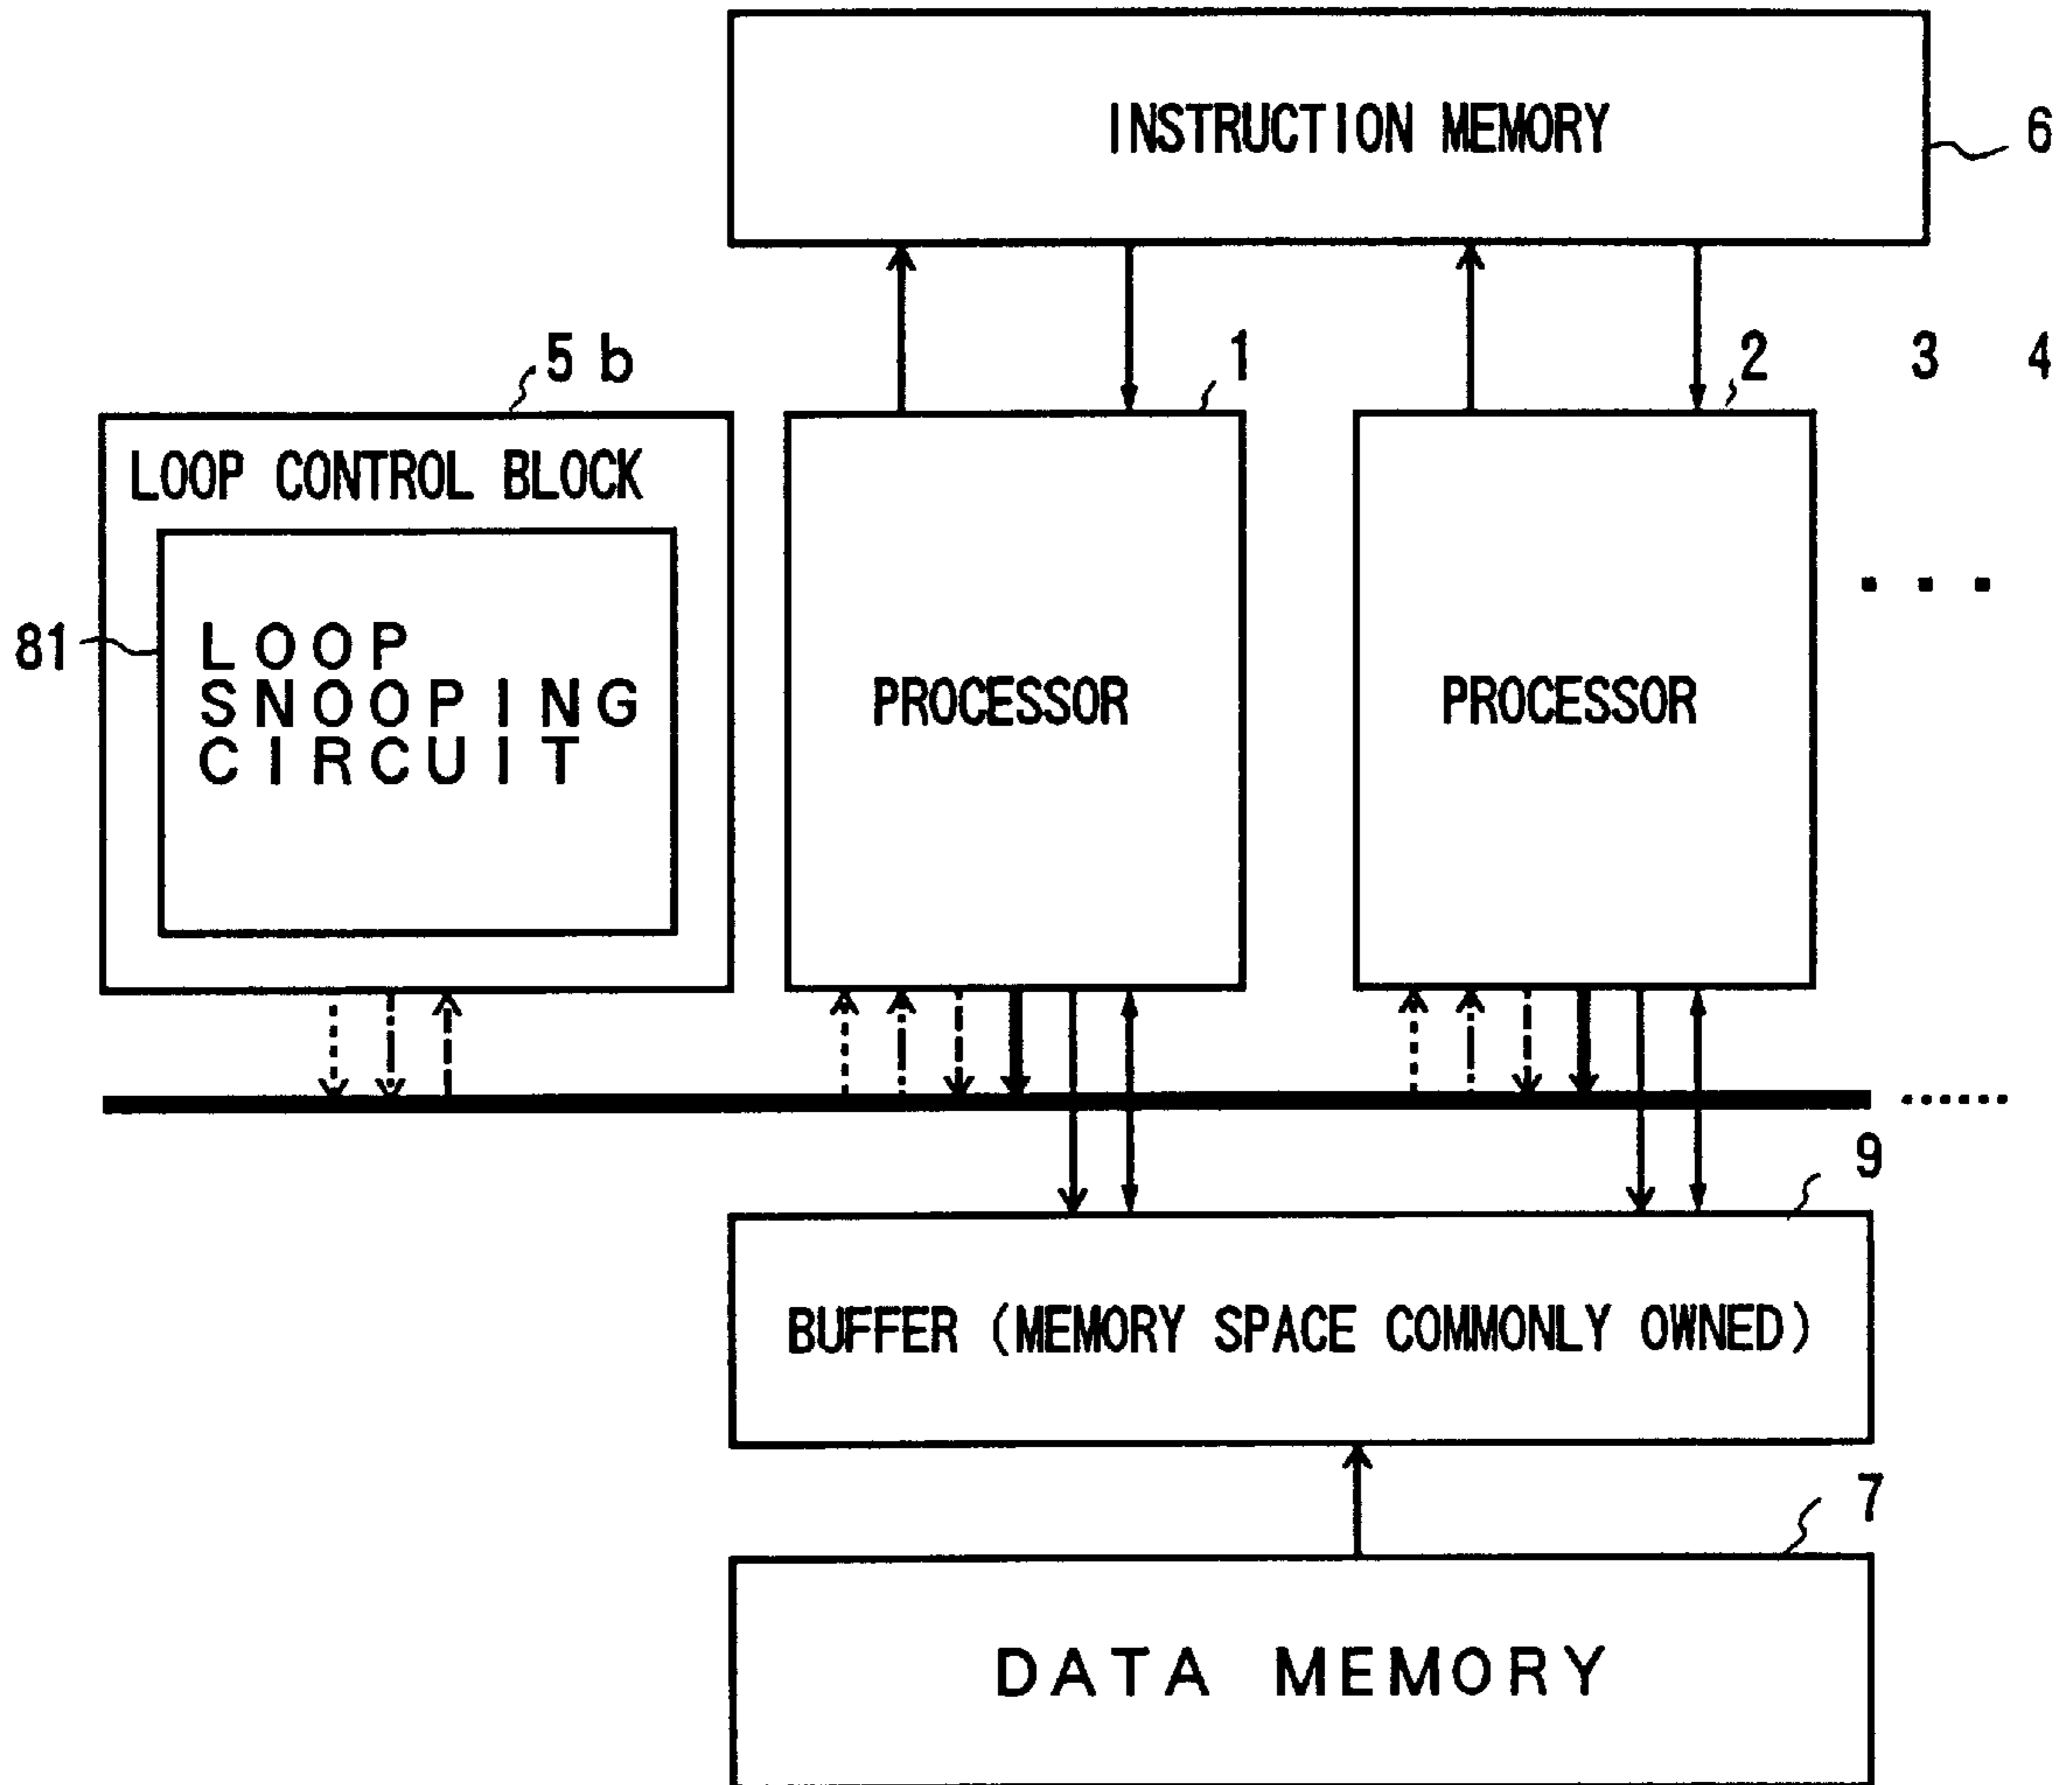 INSTRUCTION MEMORY
6
5b
1
2
3
4
LOOP CONTROL BLOCK
81
LOOP
SNOOPING
CIRCUIT
PROCESSOR
PROCESSOR
9
BUFFER (MEMORY SPACE COMMONLY OWNED)
7
DATA MEMORY